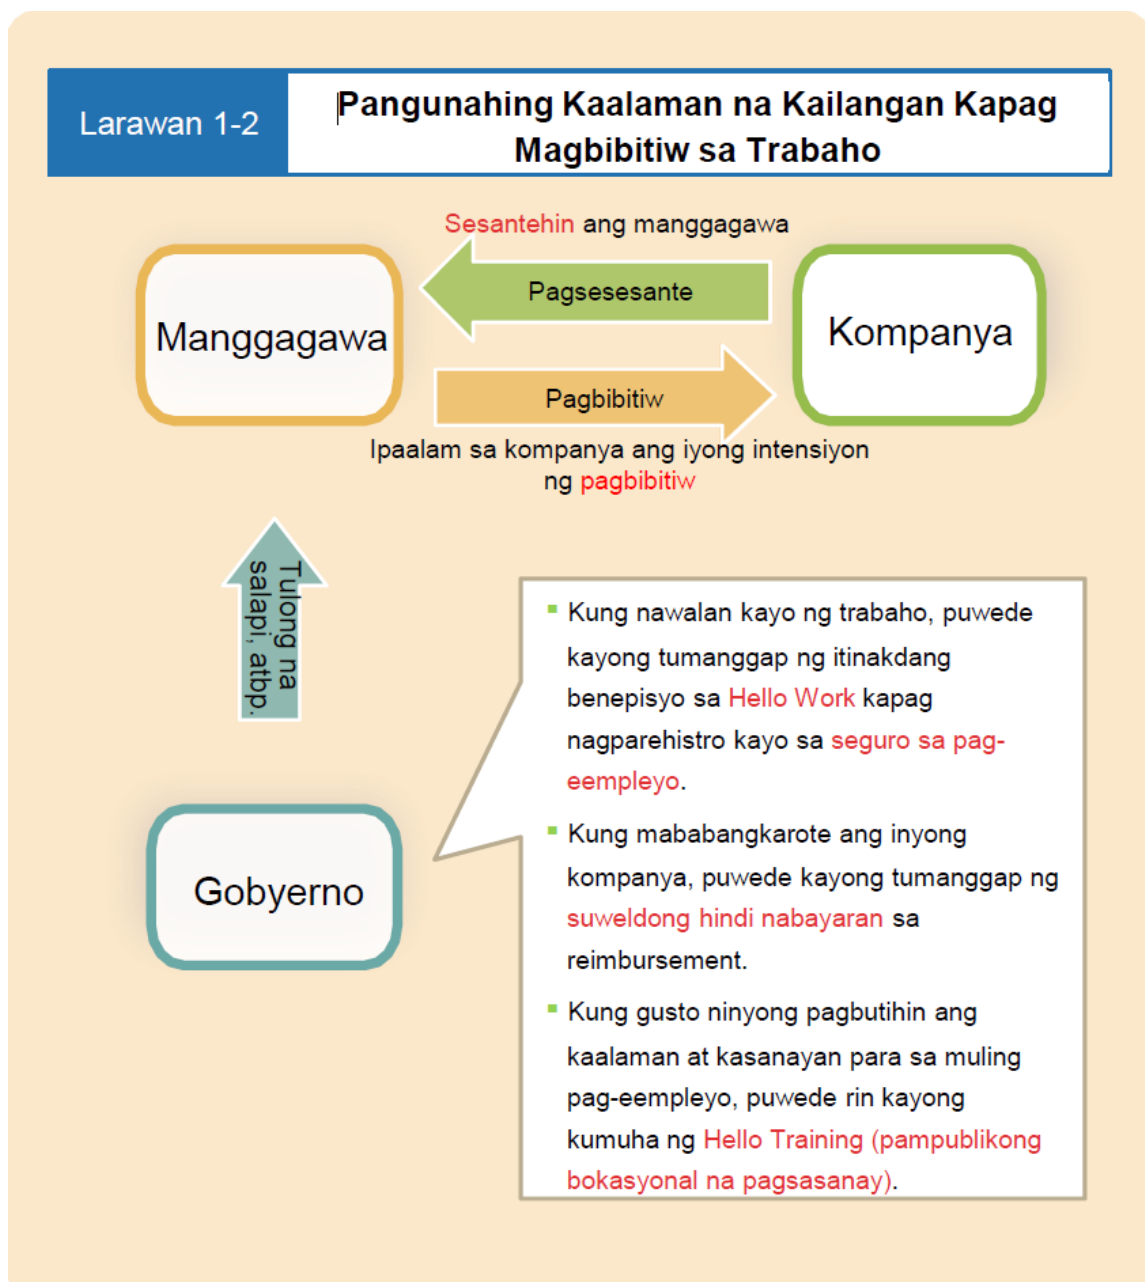 Larawan 1-2
Pangunahing Kaalaman na Kailangan Kapag
Magbibitiw sa Trabaho
Sesantehin ang manggagawa
Manggagawa
Pagsesesante
Kompanya
Pagbibitiw
Ipaalam sa kompanya ang iyong intensiyon
ng pagbibitiw
Tulong na
salapi, atbp.
Gobyerno
▪ Kung nawalan kayo ng trabaho, puwede
kayong tumanggap ng itinakdang
benepisyo sa Hello Work kapag
nagparehistro kayo sa seguro sa pag-
eempleyo.
▪ Kung mababangkarote ang inyong
kompanya, puwede kayong tumanggap ng
suweldong hindi nabayaran sa
reimbursement.
▪ Kung gusto ninyong pagbutihin ang
kaalaman at kasanayan para sa muling
pag-eempleyo, puwede rin kayong
kumuha ng Hello Training (pampublikong
bokasyonal na pagsasanay).